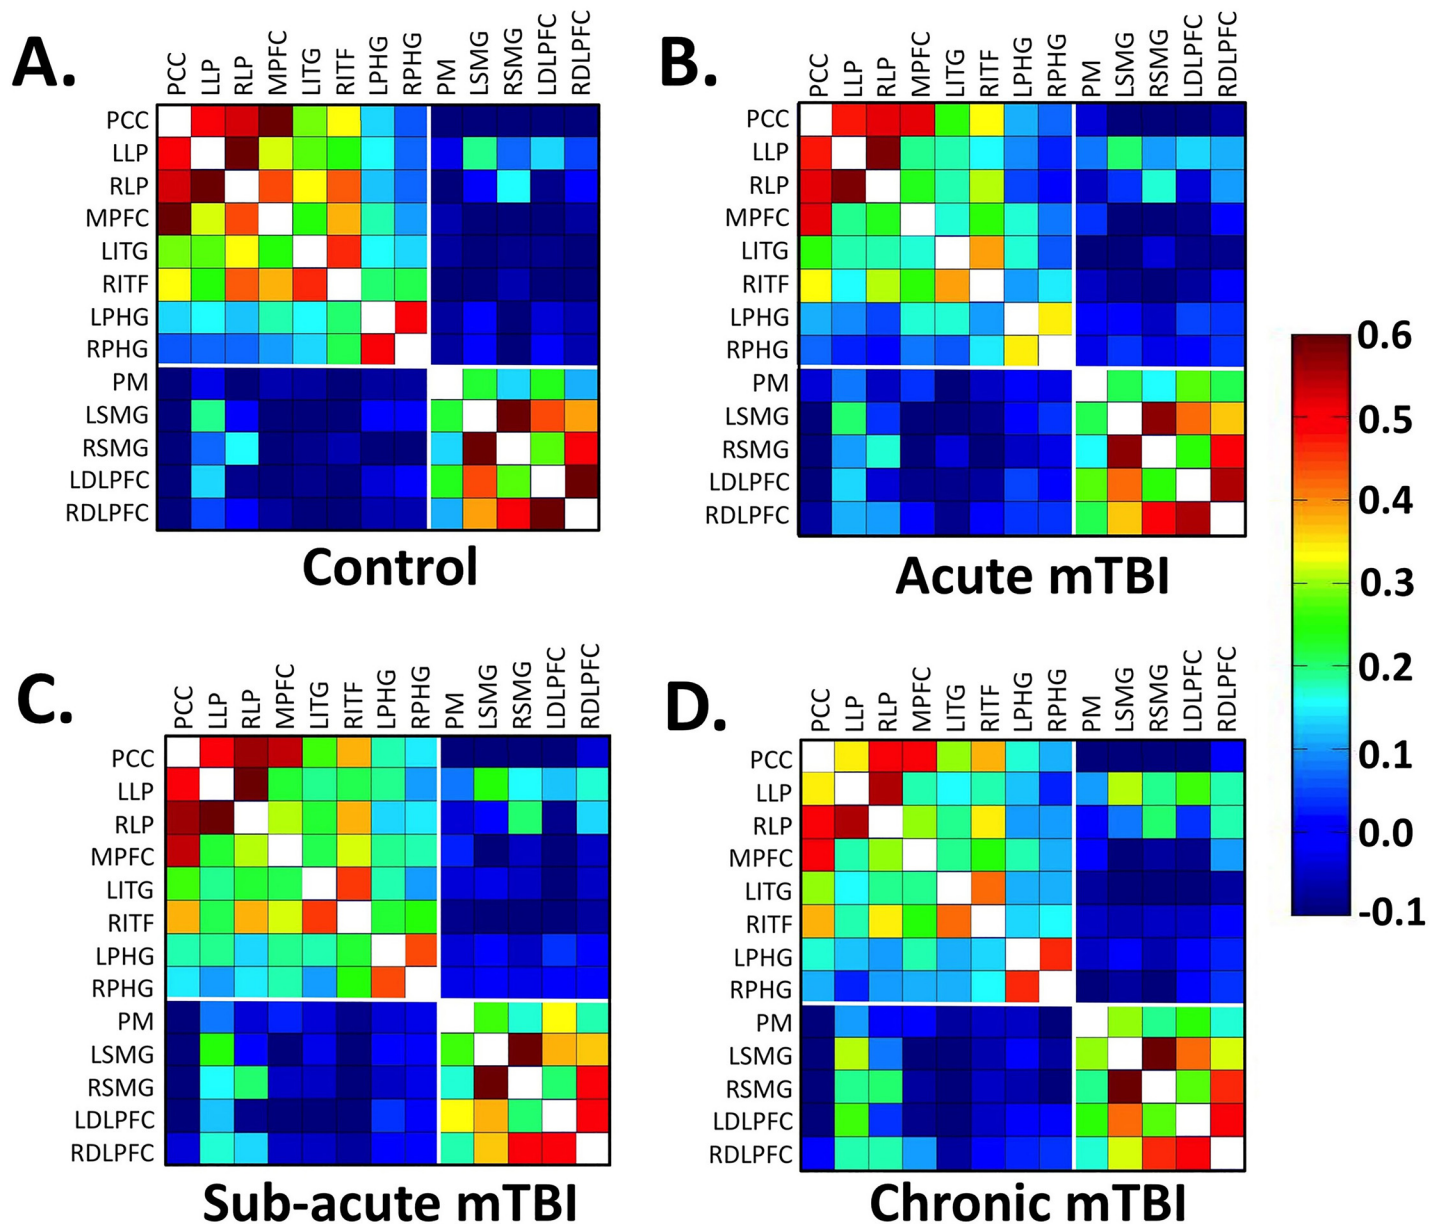 A.
PCC LLP RLP MPFC LITG RITF LPHG RPHG PM LSMG RSMG LDLPFC RDLPFC
PCC
LLP
RLP
MPFC
LITG
RITF
LPHG
RPHG
PM
LSMG
RSMG
LDLPFC
RDLPFC
Control
B.
PCC LLP RLP MPFC LITG RITF LPHG RPHG PM LSMG RSMG LDLPFC RDLPFC
PCC
LLP
RLP
MPFC
LITG
RITF
LPHG
RPHG
PM
LSMG
RSMG
LDLPFC
RDLPFC
Acute mTBI
0.6
0.5
0.4
0.3
0.2
0.1
0.0
-0.1
C.
PCC LLP RLP MPFC LITG RITF LPHG RPHG PM LSMG RSMG LDLPFC RDLPFC
PCC
LLP
RLP
MPFC
LITG
RITF
LPHG
RPHG
PM
LSMG
RSMG
LDLPFC
RDLPFC
Sub-acute mTBI
D.
PCC LLP RLP MPFC LITG RITF LPHG RPHG PM LSMG RSMG LDLPFC RDLPFC
PCC
LLP
RLP
MPFC
LITG
RITF
LPHG
RPHG
PM
LSMG
RSMG
LDLPFC
RDLPFC
Chronic mTBI